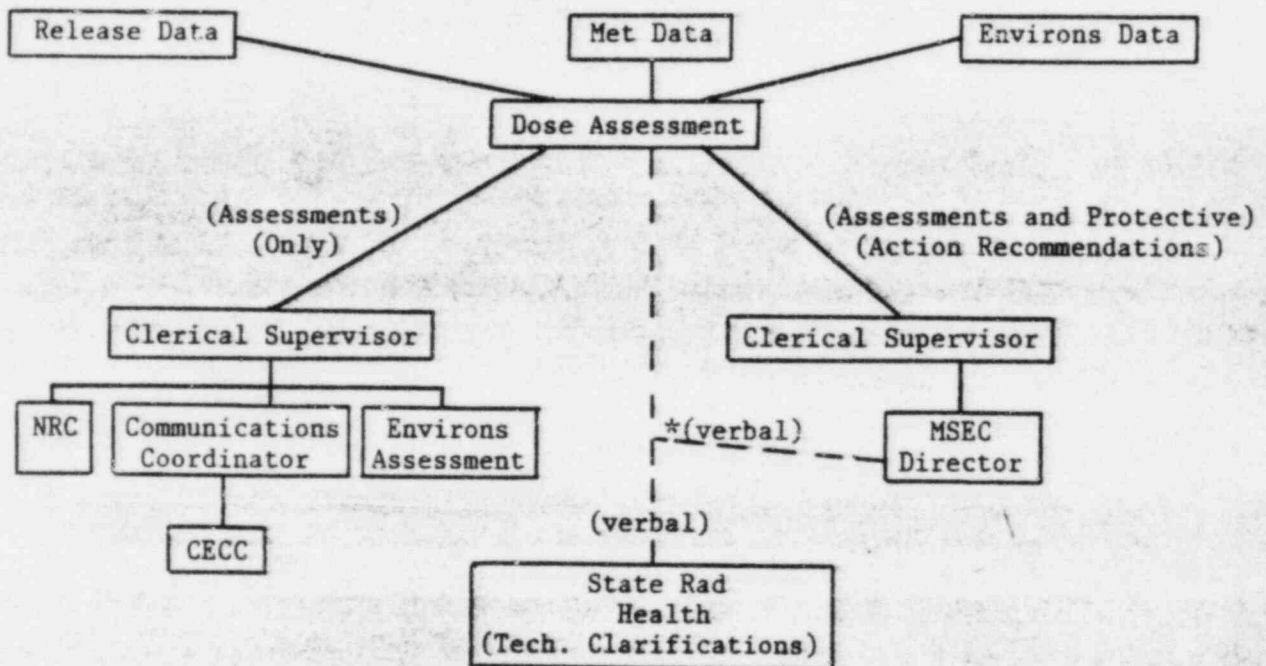 Release Data
Met Data
Environs Data
Dose Assessment
(Assessments)
(Only)
(Assessments and Protective)
(Action Recommendations)
Clerical Supervisor
Clerical Supervisor
NRC
Communications
Coordinator
Environs
Assessment
*(verbal)
MSEC
Director
CECC
(verbal)
State Rad
Health
(Tech. Clarifications)